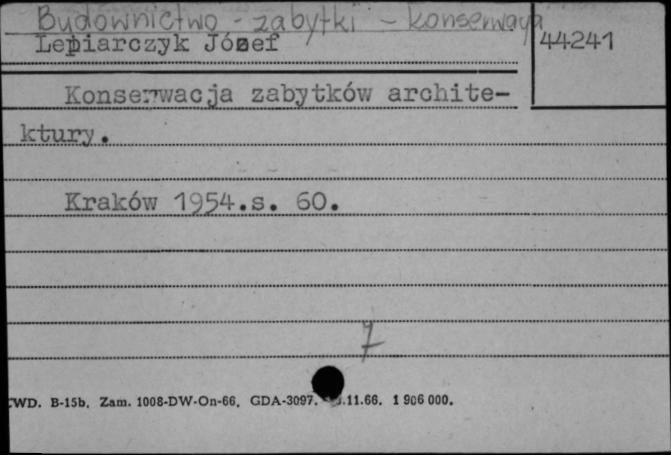 Budownictwo - zabytki - konserwacja
Lepiarczyk Józef
44241
Konserwacja zabytków archite-
ktury.
Kraków 1954.s. 60.
7
WD. B-15b. Zam. 1008-DW-On-66. GDA-3097. .11.66. 1 906 000.